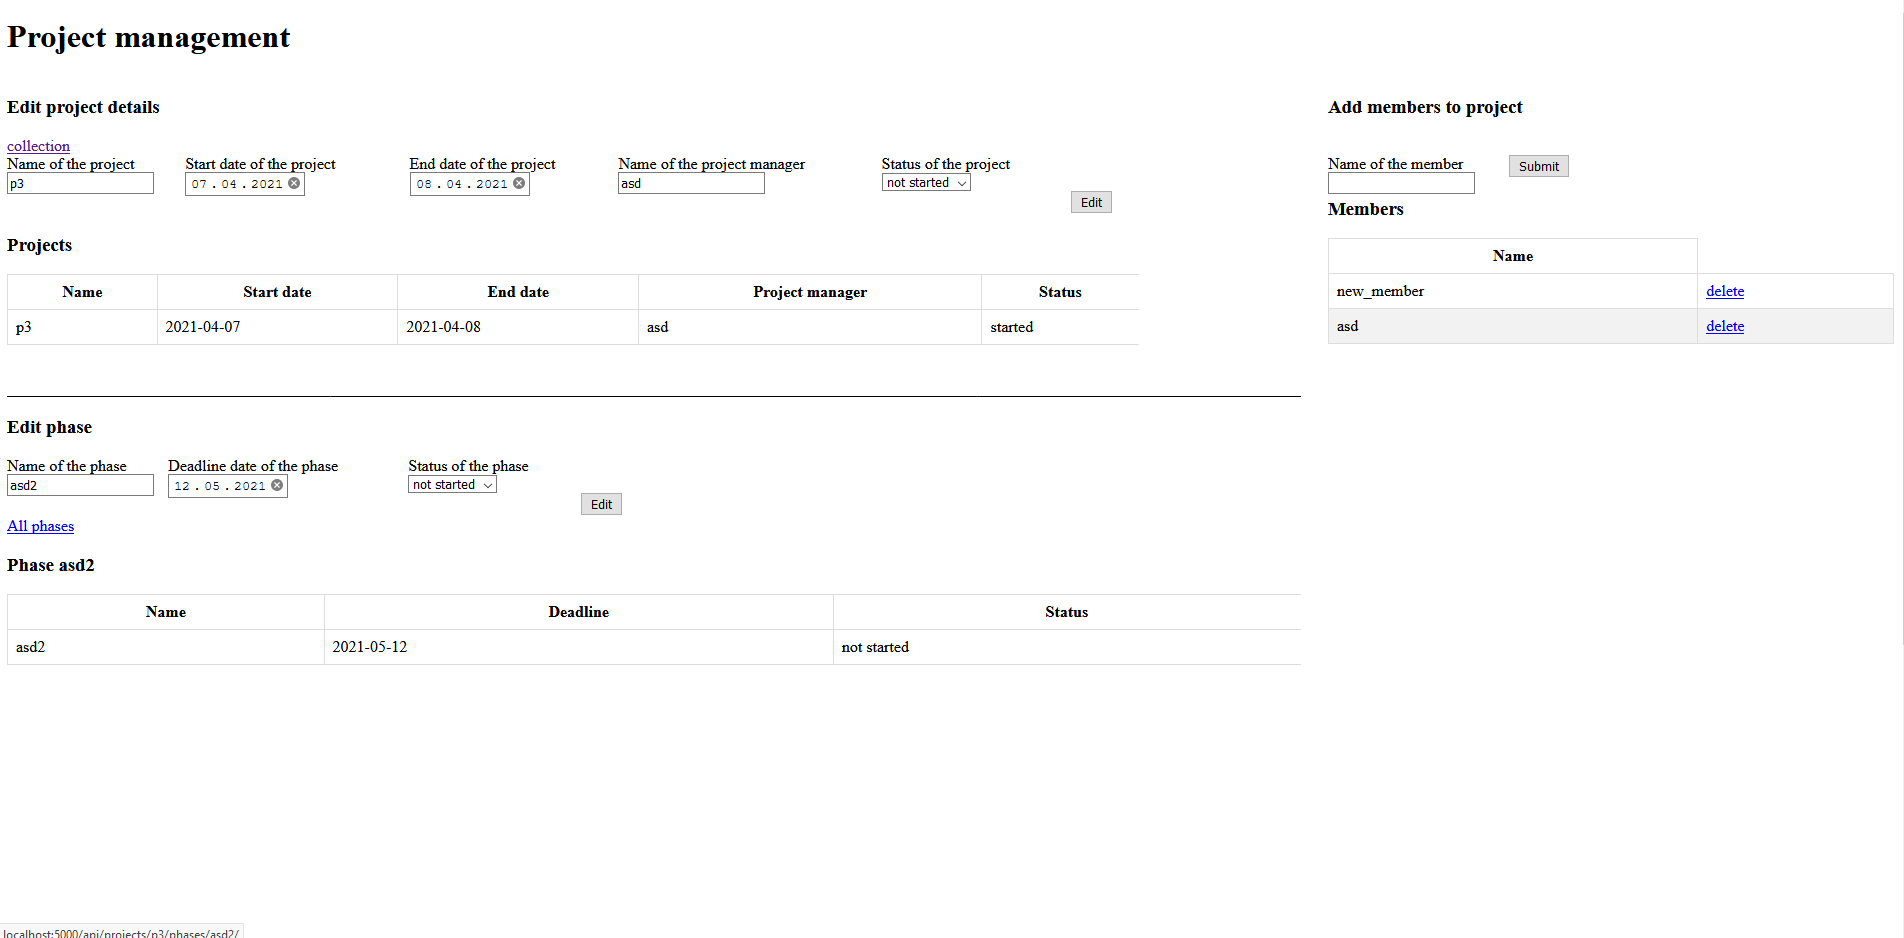 Project management
Edit project details
collection
Name of the project Start date of the project End date of the project Name of the project manager Status of the project
p3 07 . 04 . 2021 08 . 04 . 2021 asd not started
Edit
Projects
Name Start date End date Project manager Status
p3 2021-04-07 2021-04-08 asd started
Edit phase
Name of the phase Deadline date of the phase Status of the phase
asd2 12 . 05 . 2021 not started
Edit
All phases
Phase asd2
Name Deadline Status
asd2 2021-05-12 not started
Add members to project
Name of the member Submit
Members
Name
new_member delete
asd delete
localhost:5000/api/projects/p3/phases/asd2/